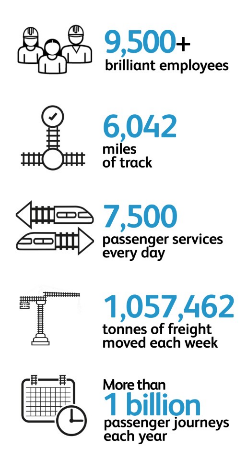 9,500+
brilliant employees
6,042
miles
of track
7,500
passenger services
every day
1,057,462
tonnes of freight
moved each week
More than
1 billion
passenger journeys
each year